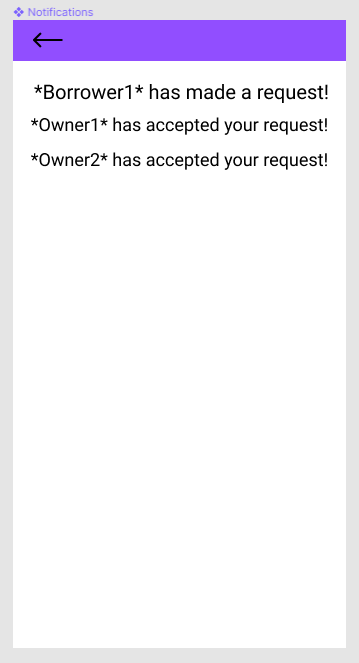 Notifications
*Borrower1* has made a request!
*Owner1* has accepted your request!
*Owner2* has accepted your request!